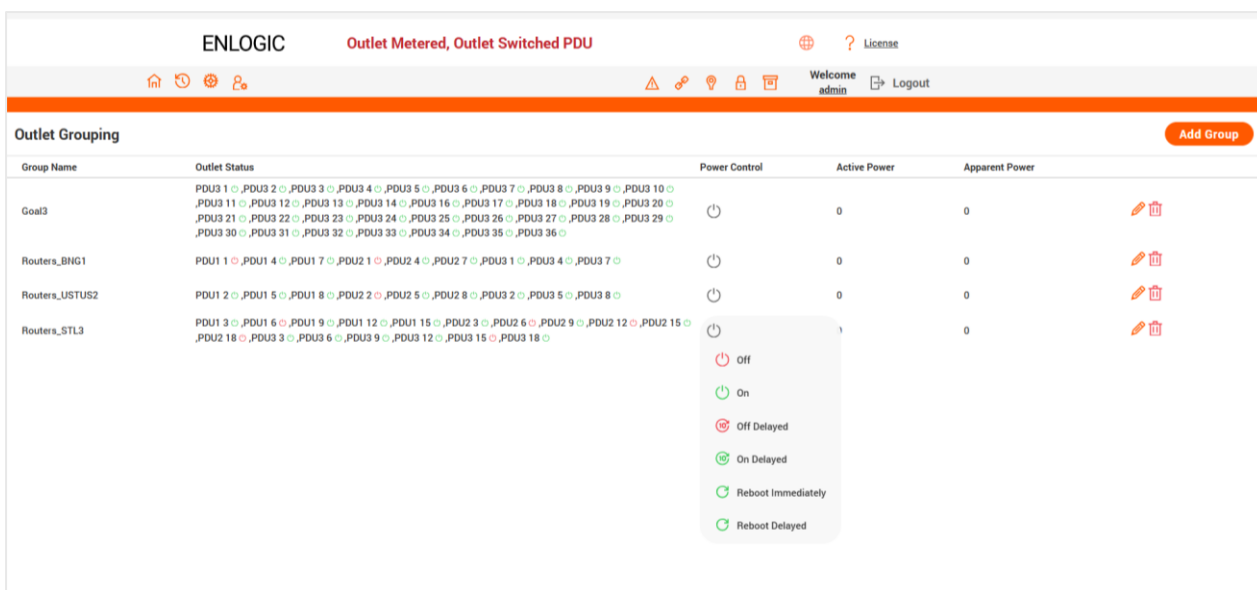 ENLOGIC Outlet Metered, Outlet Switched PDU License
Welcome admin Logout
Outlet Grouping Add Group
Group Name Outlet Status Power Control Active Power Apparent Power
PDU3 1 ,PDU3 2 ,PDU3 3 ,PDU3 4 ,PDU3 5 ,PDU3 6 ,PDU3 7 ,PDU3 8 ,PDU3 9 ,PDU3 10
,PDU3 11 ,PDU3 12 ,PDU3 13 ,PDU3 14 ,PDU3 16 ,PDU3 17 ,PDU3 18 ,PDU3 19 ,PDU3 20
Goal3 0 0
,PDU3 21 ,PDU3 22 ,PDU3 23 ,PDU3 24 ,PDU3 25 ,PDU3 26 ,PDU3 27 ,PDU3 28 ,PDU3 29
,PDU3 30 ,PDU3 31 ,PDU3 32 ,PDU3 33 ,PDU3 34 ,PDU3 35 ,PDU3 36
Routers_BNG1 PDU1 1 ,PDU1 4 ,PDU1 7 ,PDU2 1 ,PDU2 4 ,PDU2 7 ,PDU3 1 ,PDU3 4 ,PDU3 7 0 0
Routers_USTUS2 PDU1 2 ,PDU1 5 ,PDU1 8 ,PDU2 2 ,PDU2 5 ,PDU2 8 ,PDU3 2 ,PDU3 5 ,PDU3 8 0 0
PDU1 3 ,PDU1 6 ,PDU1 9 ,PDU1 12 ,PDU1 15 ,PDU2 3 ,PDU2 6 ,PDU2 9 ,PDU2 12 ,PDU2 15
Routers_STL3 0
,PDU2 18 ,PDU3 3 ,PDU3 6 ,PDU3 9 ,PDU3 12 ,PDU3 15 ,PDU3 18
Off
On
10 Off Delayed
10 On Delayed
Reboot Immediately
Reboot Delayed